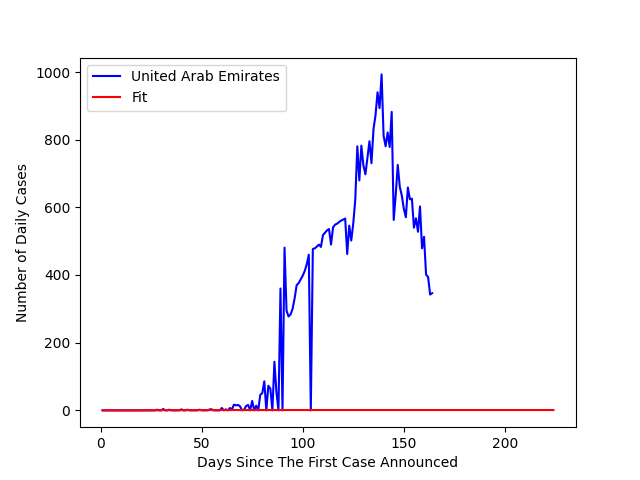 United Arab Emirates
Fit
1000
800
600
400
200
0
Number of Daily Cases
0 50 100 150 200
Days Since The First Case Announced